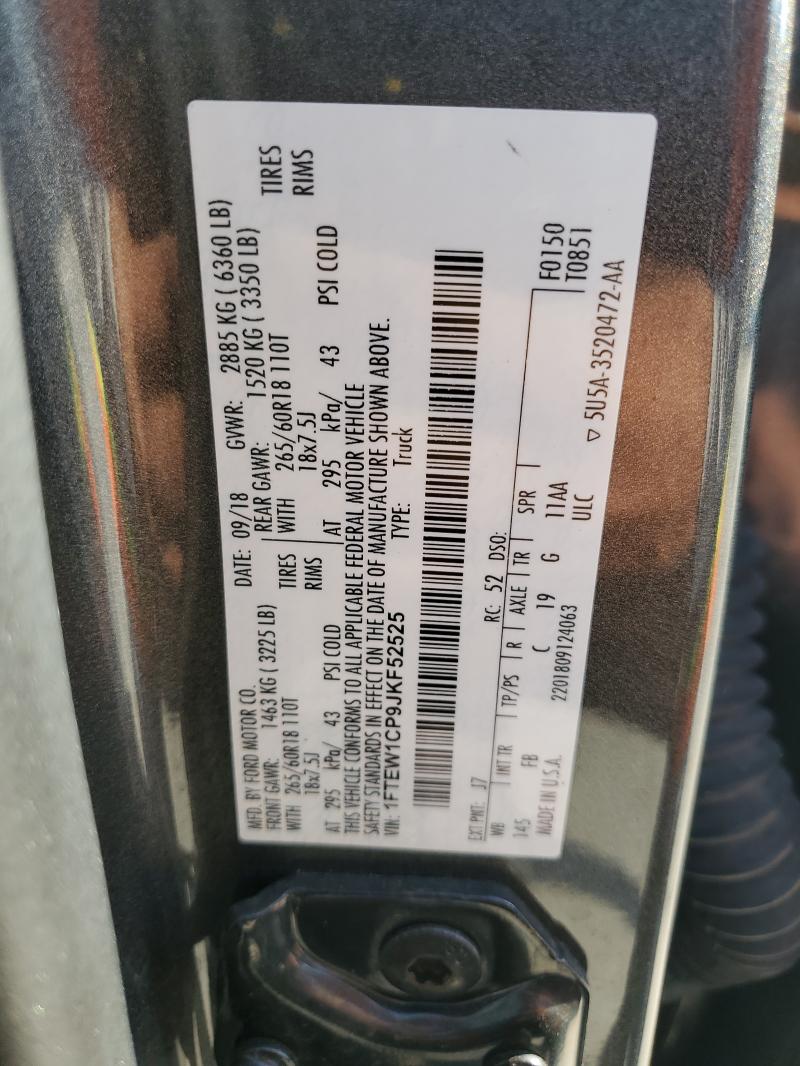 MFD. BY FORD MOTOR CO.
DATE: 09/18 GVWR: 2885 KG ( 6360 LB)
FRONT GAWR: 1463 KG ( 3225 LB) REAR GAWR: 1520 KG ( 3350 LB)
WITH 265/60R18 110T TIRES WITH 265/60R18 110T TIRES
18x7.5J RIMS 18x7.5J RIMS
AT 295 kPa/ 43 PSI COLD AT 295 kPa/ 43 PSI COLD
THIS VEHICLE CONFORMS TO ALL APPLICABLE FEDERAL MOTOR VEHICLE
SAFETY STANDARDS IN EFFECT ON THE DATE OF MANUFACTURE SHOWN ABOVE.
VIN: 1FTEW1CP9JKF52525 TYPE: Truck
EXT PNT: J7 RC: 52 DSO:
WB INT TR TP/PS R AXLE TR SPR F0150
145 FB C 19 G 11AA T0851
MADE IN U.S.A. 2201809124063 ULC
▽ 5U5A-3520472-AA